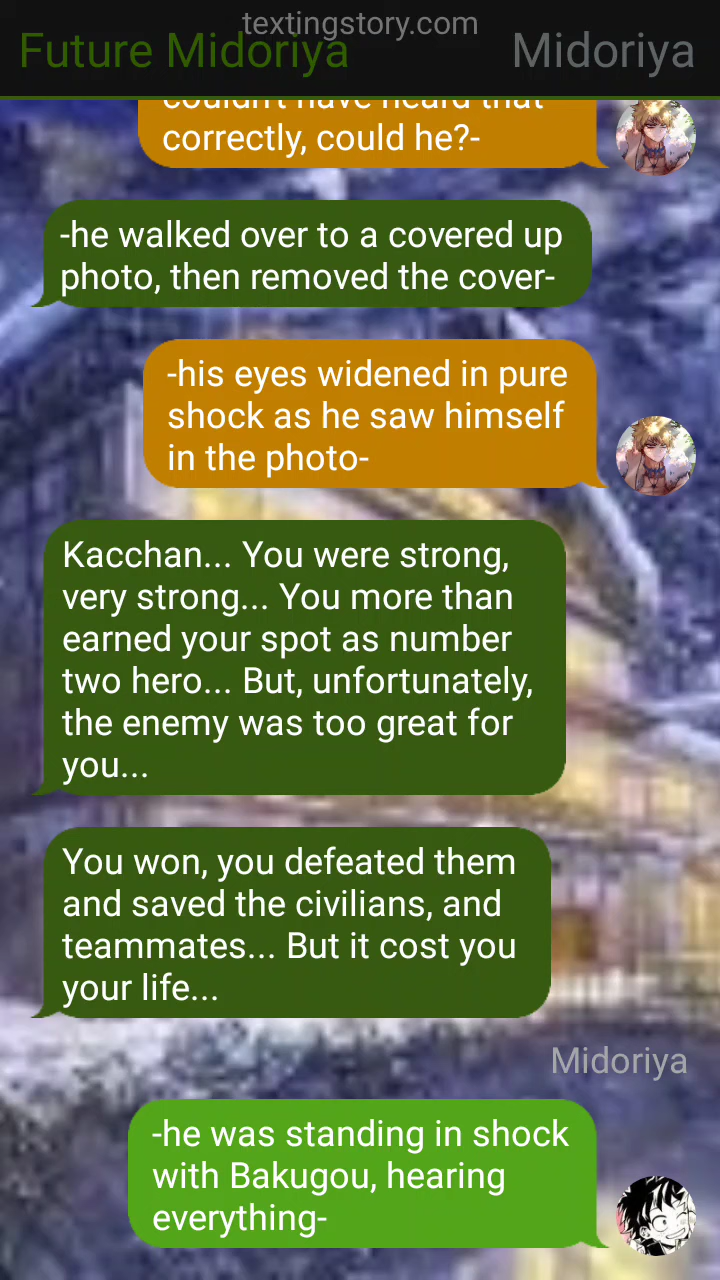 textingstory.com
Future Midoriya
Midoriya
couldn't have heard that
correctly, could he?-
-he walked over to a covered up
photo, then removed the cover-
-his eyes widened in pure
shock as he saw himself
in the photo-
Kacchan... You were strong,
very strong... You more than
earned your spot as number
two hero... But, unfortunately,
the enemy was too great for
you...
You won, you defeated them
and saved the civilians, and
teammates... But it cost you
your life...
Midoriya
-he was standing in shock
with Bakugou, hearing
everything-